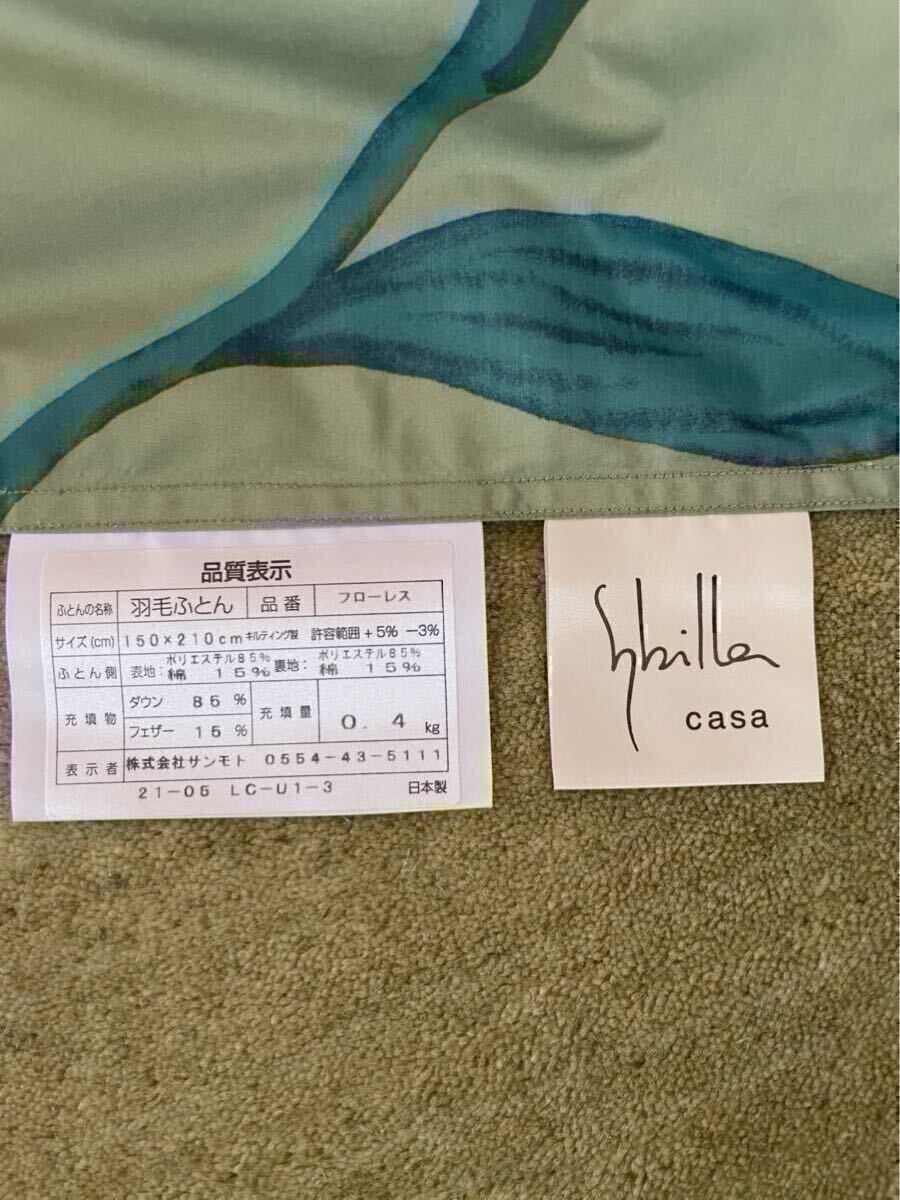 品質表示
ふとんの名称 羽毛ふとん 品番 フローレス
サイズ(cm) 150×210cm キルティング製 許容範囲+5% −3%
ふとん側 表地: ポリエステル85% 裏地: ポリエステル85%
綿 15% 綿 15%
充填物 ダウン 85% 充填量 0.4 kg
フェザー 15%
表示者 株式会社サンモト 0554-43-5111
21-05 LC-U1-3 日本製
Sybilla
casa